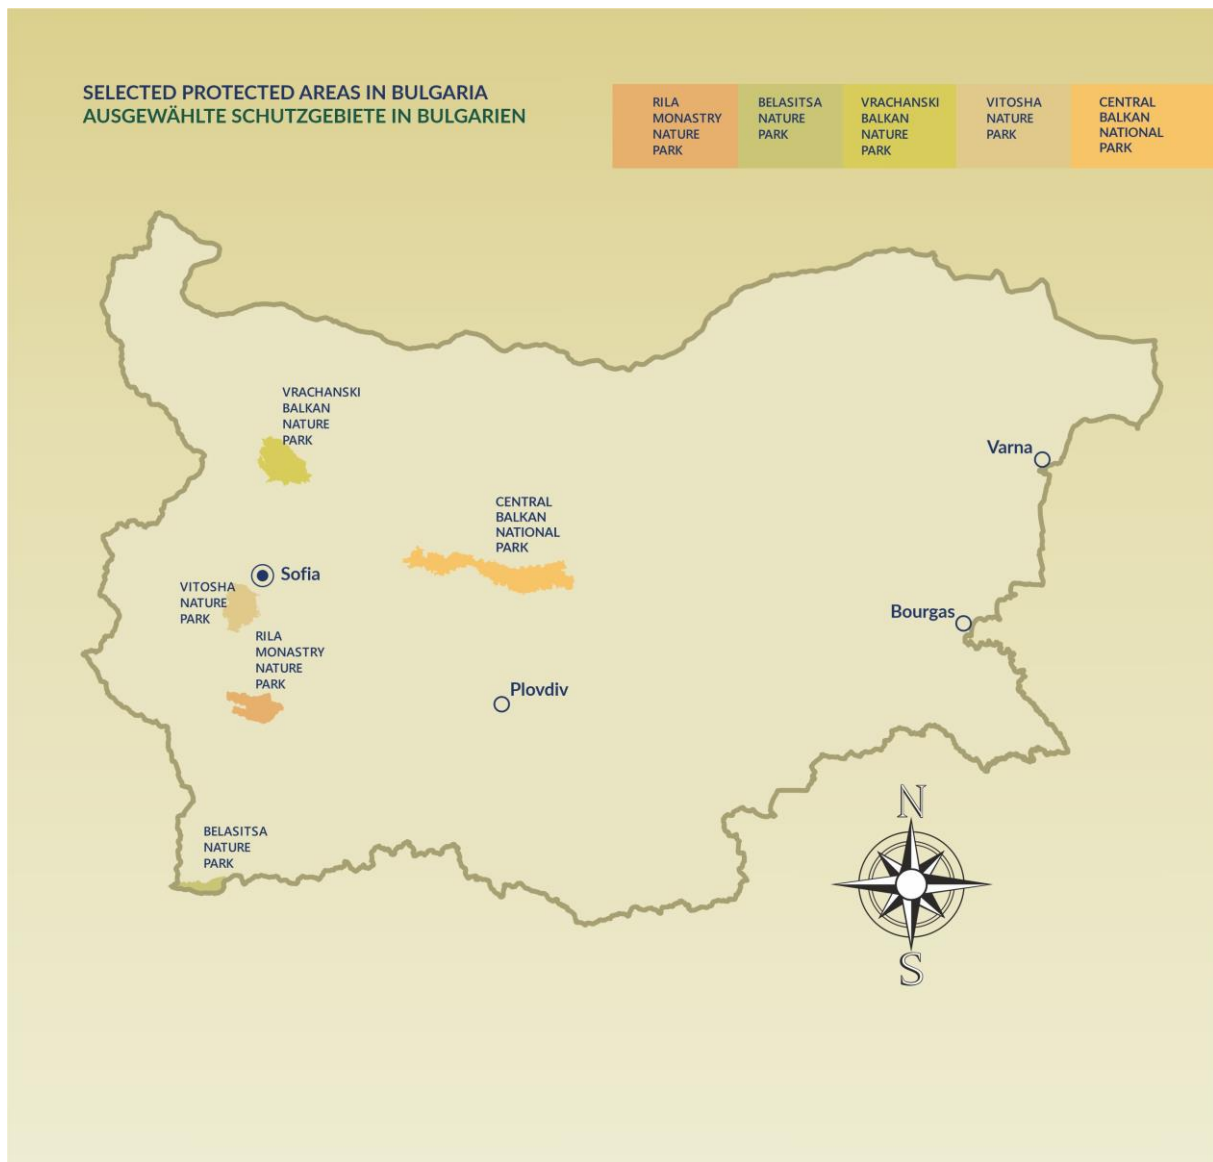 SELECTED PROTECTED AREAS IN BULGARIA
AUSGEWÄHLTE SCHUTZGEBIETE IN BULGARIEN
RILA
MONASTRY
NATURE
PARK
BELASITSA
NATURE
PARK
VRACHANSKI
BALKAN
NATURE
PARK
VITOSHA
NATURE
PARK
CENTRAL
BALKAN
NATIONAL
PARK
VRACHANSKI
BALKAN
NATURE
PARK
Varna
CENTRAL
BALKAN
NATIONAL
PARK
Sofia
VITOSHA
NATURE
PARK
Bourgas
RILA
MONASTRY
NATURE
PARK
Plovdiv
BELASITSA
NATURE
PARK
N
S